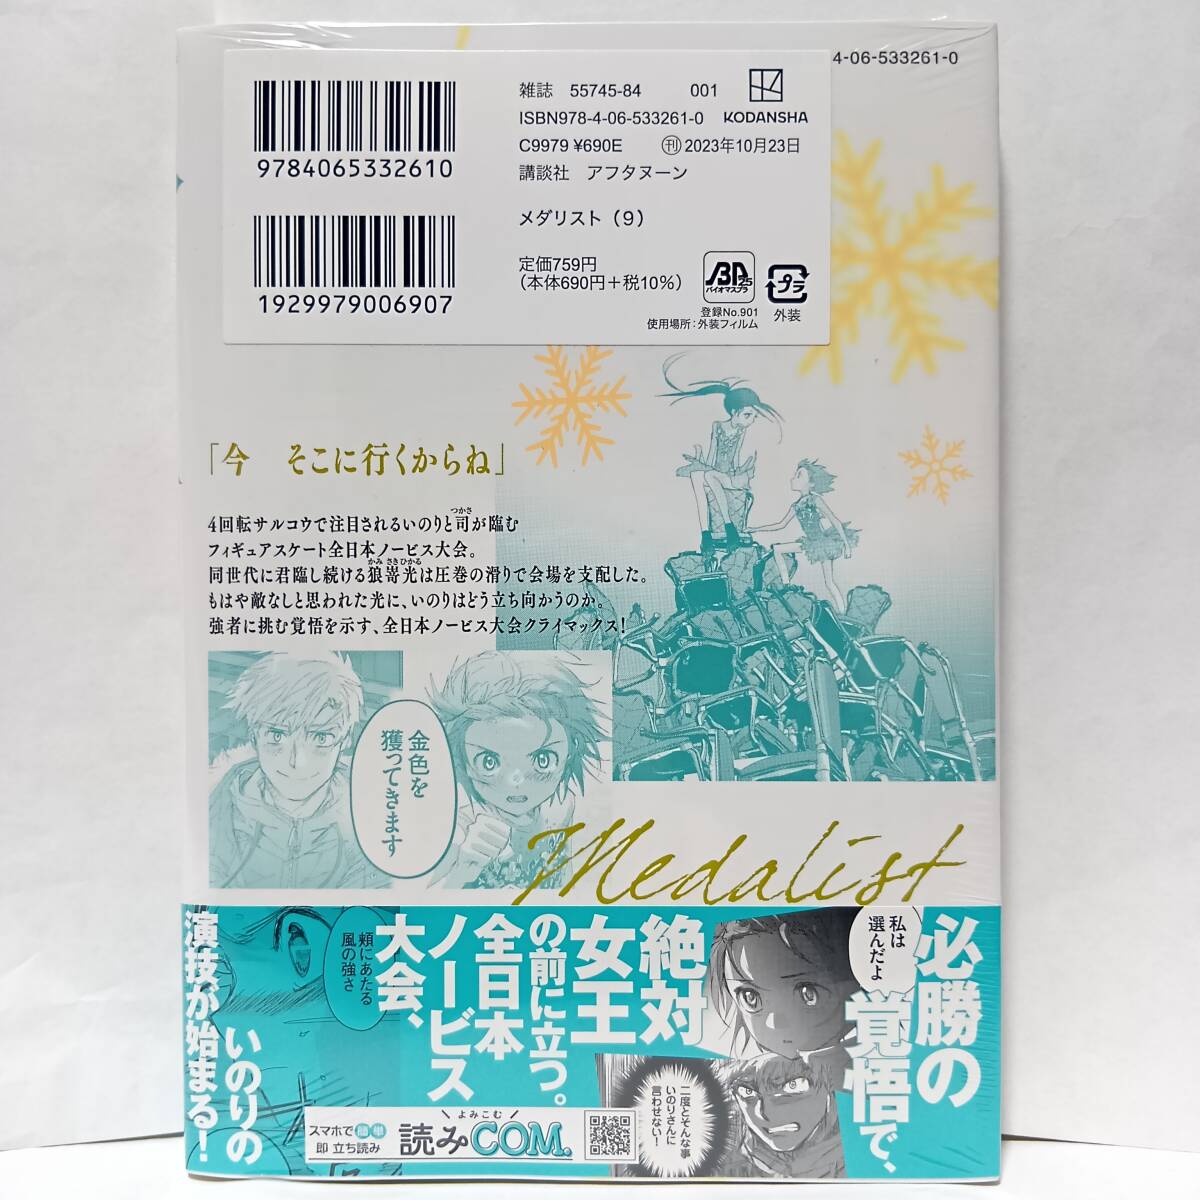 4-06-533261-0
9784065332610
1929979006907
雑誌 55745-84 001
ISBN978-4-06-533261-0
C9979 ¥690E ㊞2023年10月23日
講談社 アフタヌーン
KODANSHA
メダリスト（9）
定価759円
（本体690円＋税10%）
BP
25
バイオマスプラ
登録No.901
使用場所：外装フィルム
プラ
外装
「今 そこに行くからね」
4回転サルコウで注目されるいのりと司が臨む
つかさ
フィギュアスケート全日本ノービス大会。
同世代に君臨し続ける狼嵜光は圧巻の滑りで会場を支配した。
かみさきひかる
もはや敵なしと思われた光に、いのりはどう立ち向かうのか。
強者に挑む覚悟を示す、全日本ノービス大会クライマックス！
金色を
獲ってきます
Medalist
必勝の
覚悟で、
私は
選んだよ
二度とそんな事
いのりさんに
言わせない！
絶対
女王
の前に立つ。
全日本
ノービス
大会、
頬にあたる
風の強さ
いのりの
演技が始まる！
スマホで簡単
即 立ち読み
よみこむ
読みCOM.